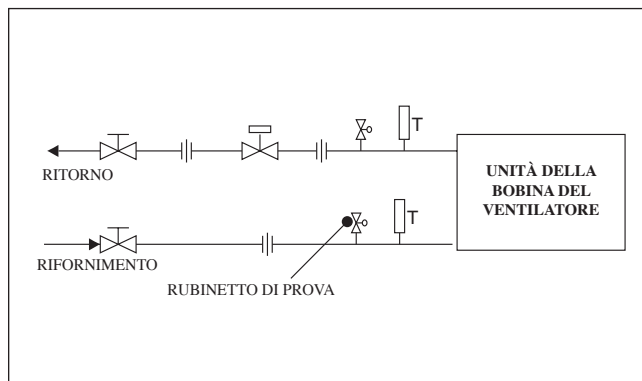 T
RITORNO
UNITÀ DELLA
BOBINA DEL
VENTILATORE
T
RIFORNIMENTO
RUBINETTO DI PROVA